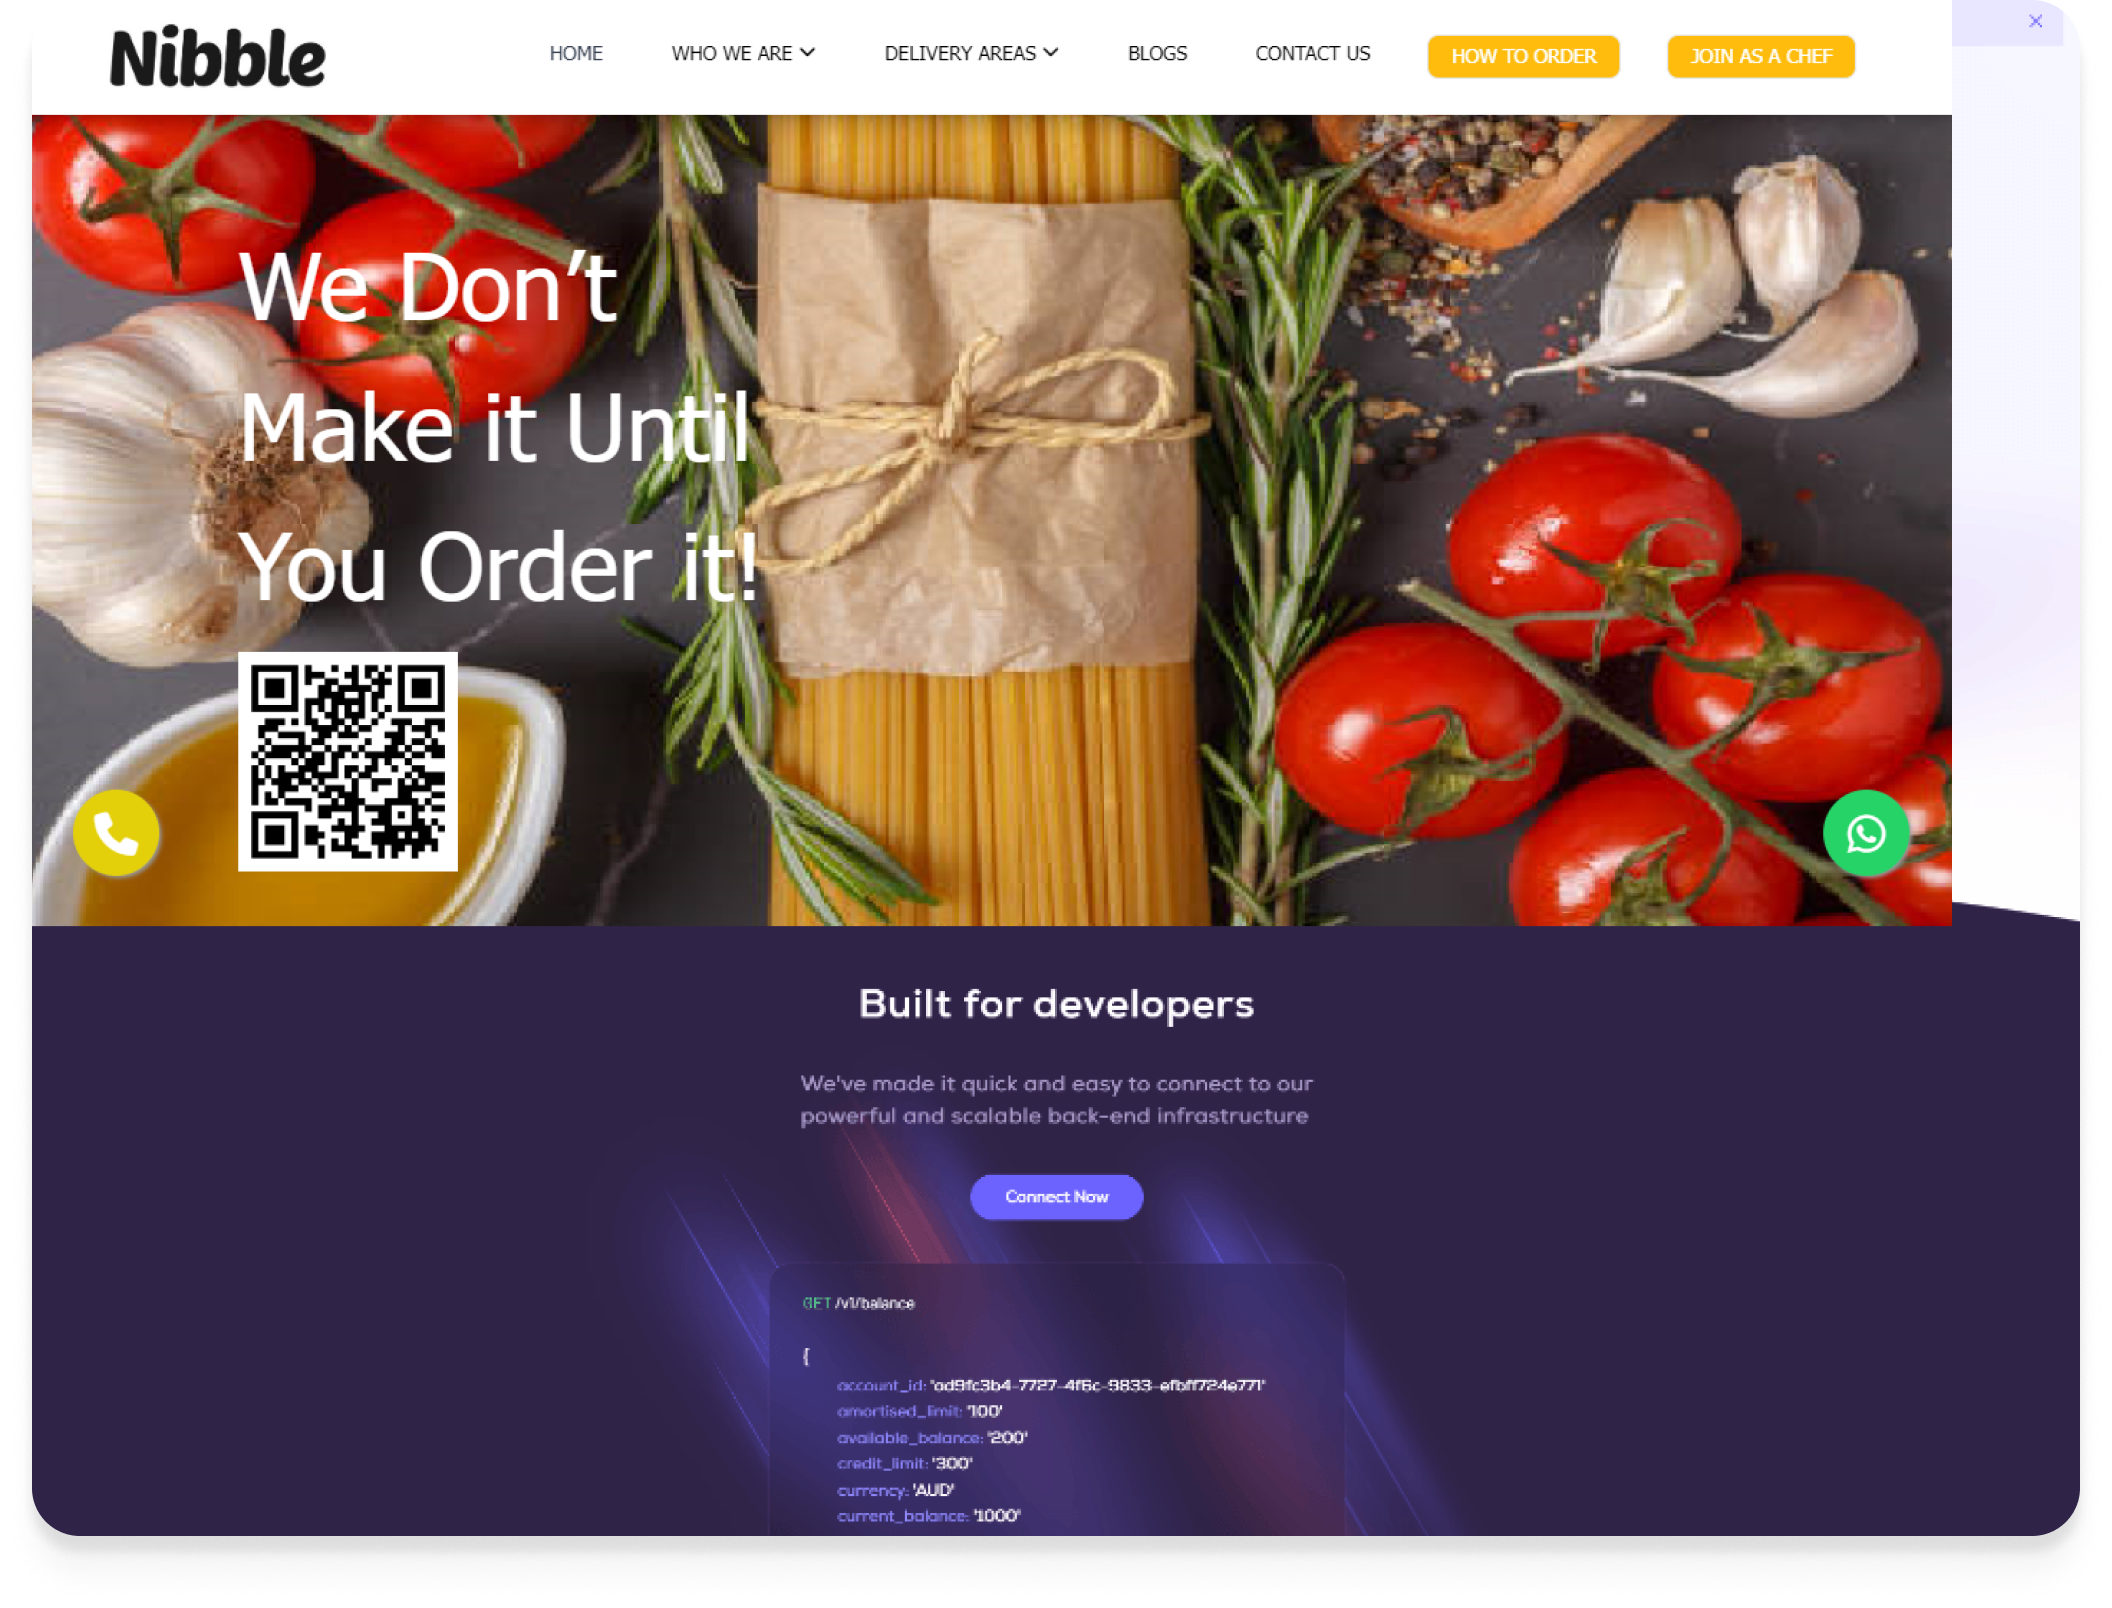 Nibble
HOME WHO WE ARE DELIVERY AREAS BLOGS CONTACT US HOW TO ORDER JOIN AS A CHEF
We Don’t
Make it Until
You Order it!
Built for developers
We've made it quick and easy to connect to our
powerful and scalable back-end infrastructure
Connect Now
GET /v1/balance
{
account_id: "ad9fc3b4-7727-4f6c-9833-efbff724e771"
amortised_limit: "100"
available_balance: "200"
credit_limit: "300"
currency: "AUD"
current_balance: "1000"